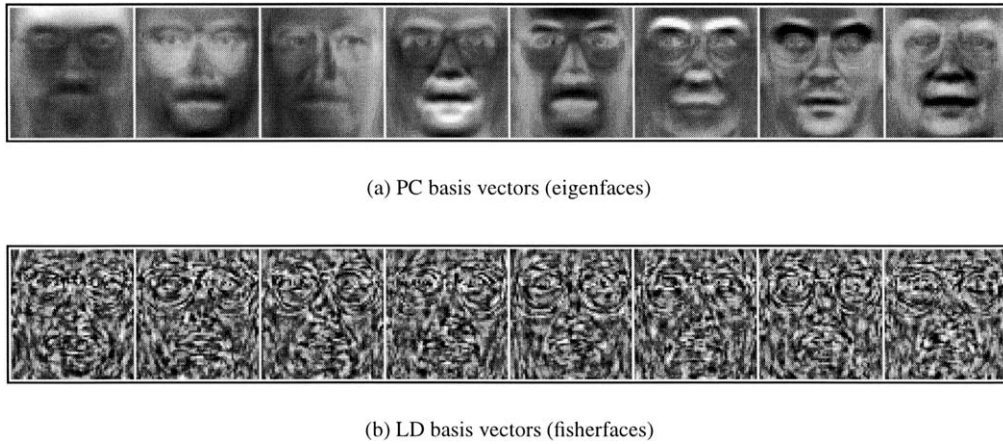 (a) PC basis vectors (eigenfaces)
(b) LD basis vectors (fisherfaces)